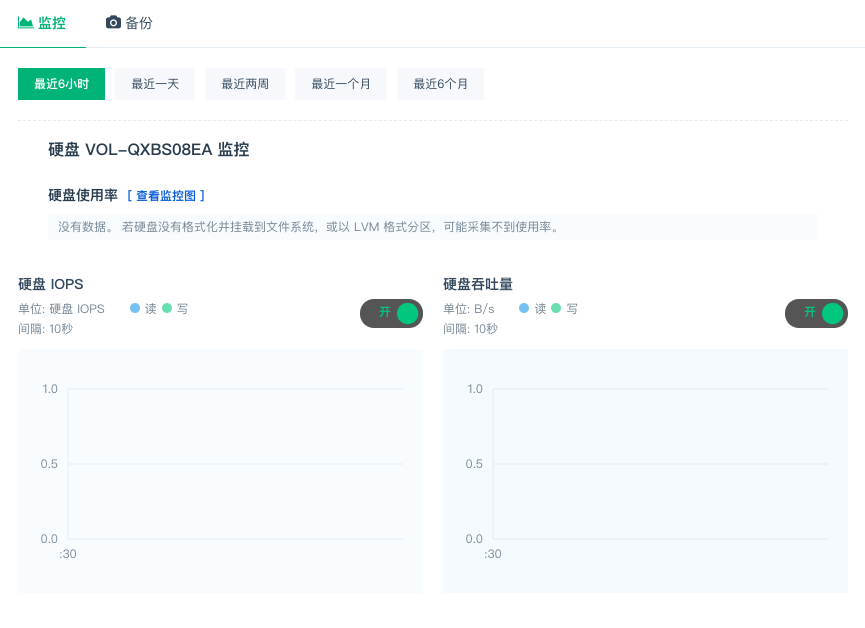 监控 备份
最近6小时 最近一天 最近两周 最近一个月 最近6个月
硬盘 VOL-QXBS08EA 监控
硬盘使用率 [ 查看监控图 ]
没有数据。 若硬盘没有格式化并挂载到文件系统，或以 LVM 格式分区，可能采集不到使用率。
硬盘 IOPS
单位: 硬盘 IOPS 读 写
间隔: 10秒
开
1.0
0.5
0.0
:30
硬盘吞吐量
单位: B/s 读 写
间隔: 10秒
开
1.0
0.5
0.0
:30